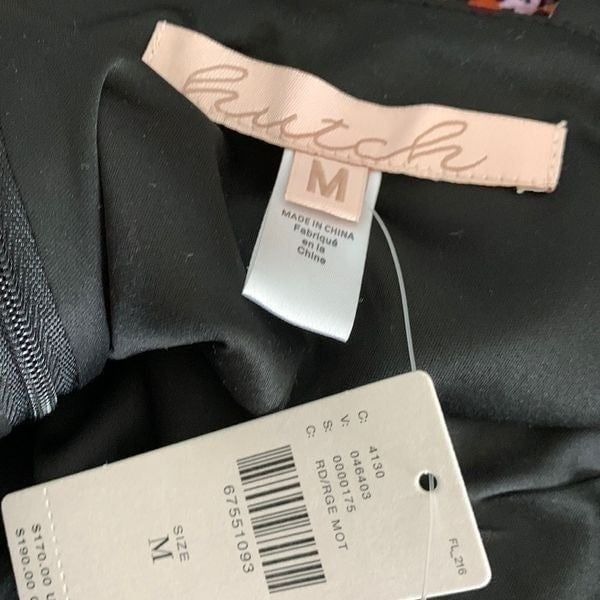 hutch
M
MADE IN CHINA
Fabriqué
en la
Chine
C: 4130
V: 046403
S: 0000175
C: RD/RGE MOT
FL_216
67551093
SIZE
M
$170.00 U
$190.00